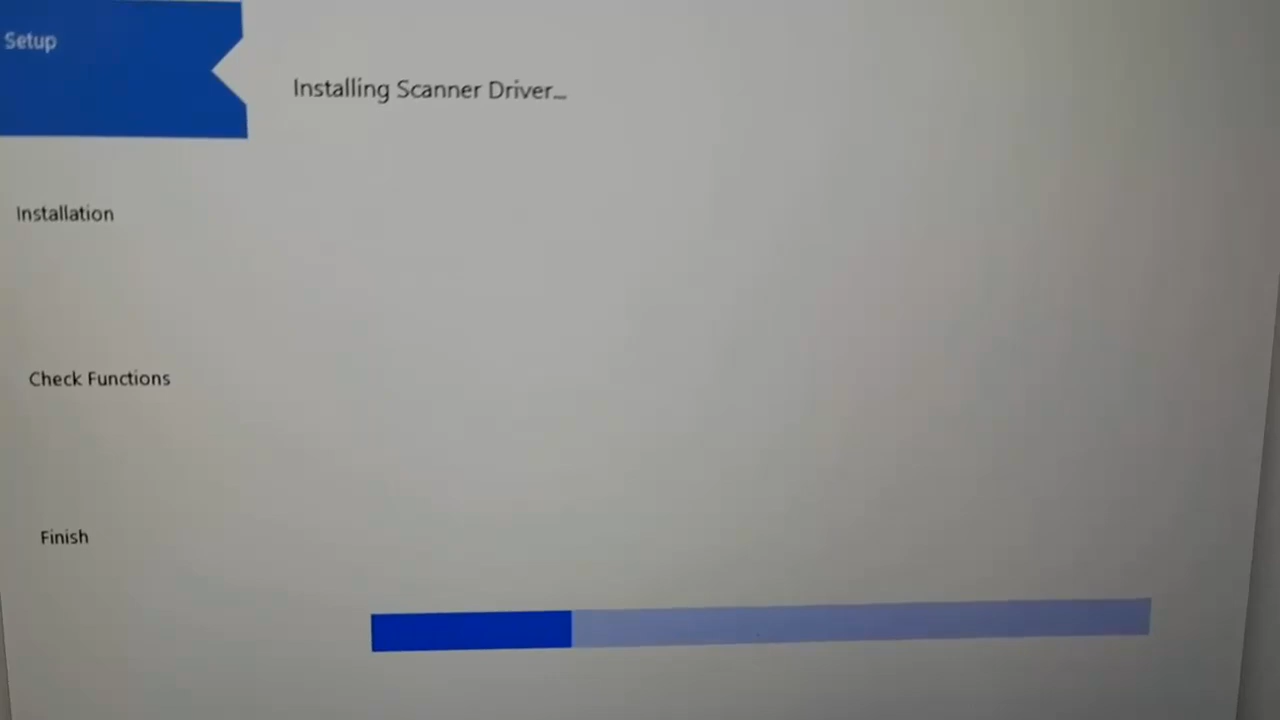 Setup
Installing Scanner Driver...
Installation
Check Functions
Finish